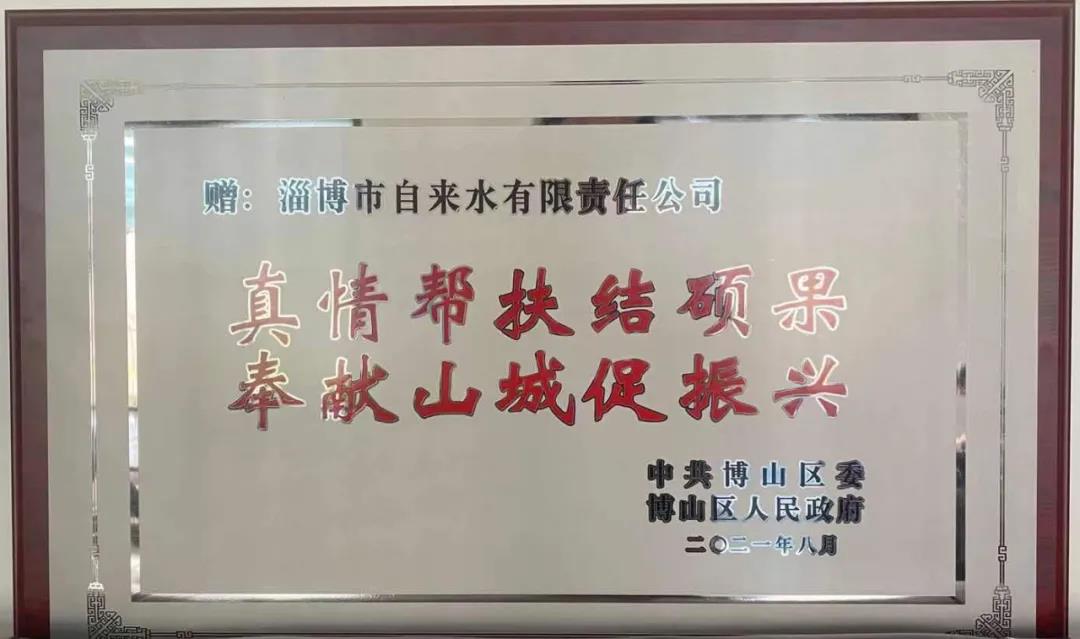 赠：淄博市自来水有限责任公司
真情帮扶结硕果
奉献山城促振兴
中共博山区委
博山区人民政府
二〇二一年八月